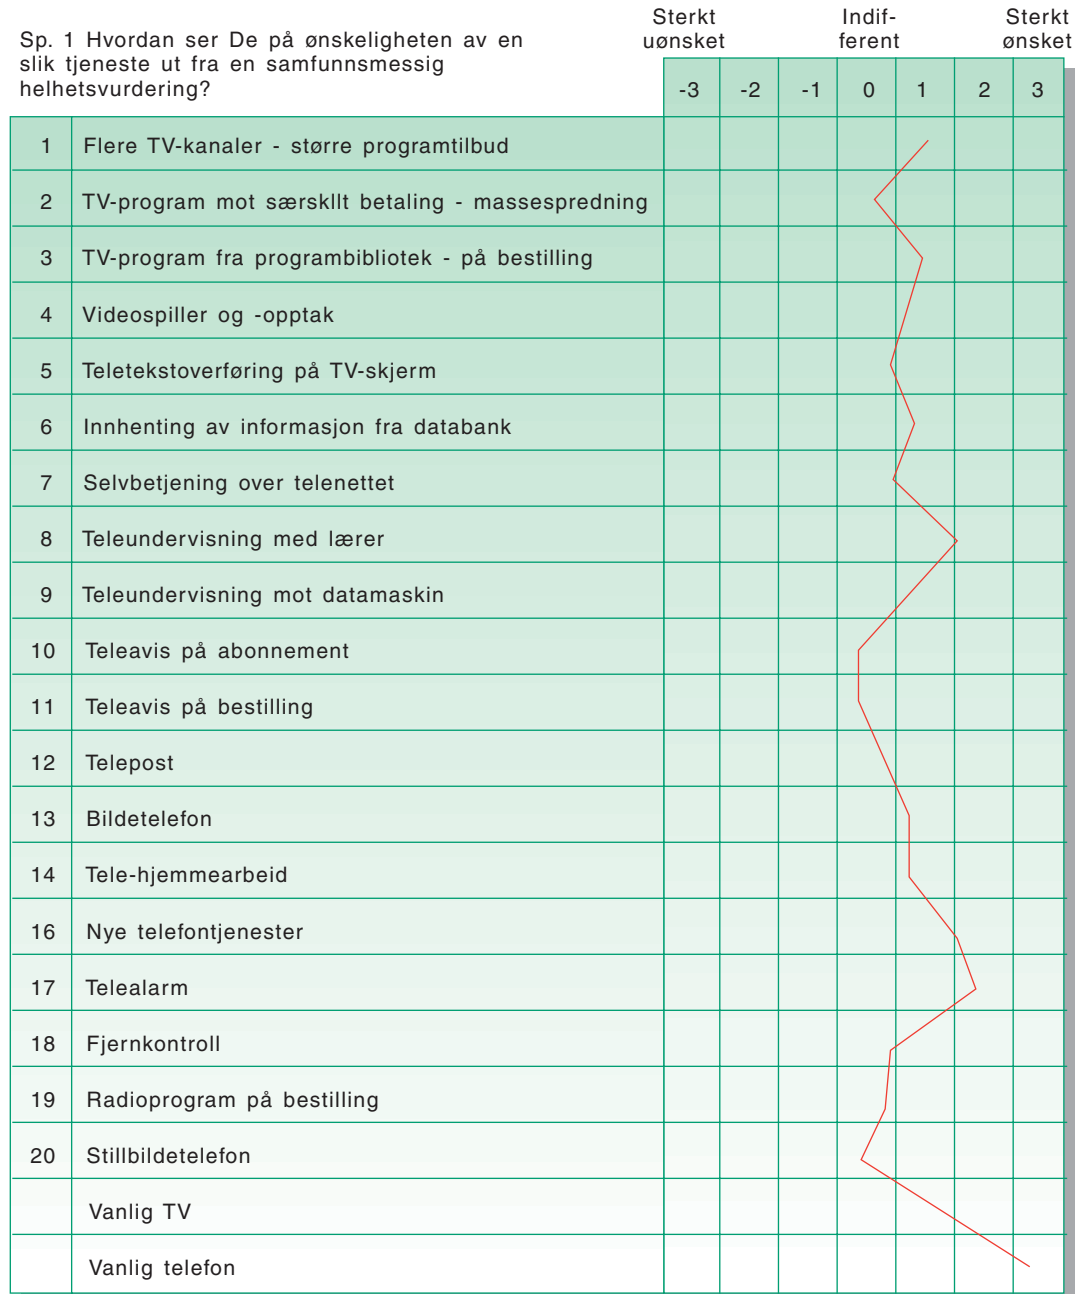 Sp. 1 Hvordan ser De på ønskeligheten av en
slik tjeneste ut fra en samfunnsmessig
helhetsvurdering?
Sterkt
uønsket
Indif-
ferent
Sterkt
ønsket
-3 -2 -1 0 1 2 3
1 Flere TV-kanaler - større programtilbud
2 TV-program mot særskllt betaling - massespredning
3 TV-program fra programbibliotek - på bestilling
4 Videospiller og -opptak
5 Teletekstoverføring på TV-skjerm
6 Innhenting av informasjon fra databank
7 Selvbetjening over telenettet
8 Teleundervisning med lærer
9 Teleundervisning mot datamaskin
10 Teleavis på abonnement
11 Teleavis på bestilling
12 Telepost
13 Bildetelefon
14 Tele-hjemmearbeid
16 Nye telefontjenester
17 Telealarm
18 Fjernkontroll
19 Radioprogram på bestilling
20 Stillbildetelefon
Vanlig TV
Vanlig telefon